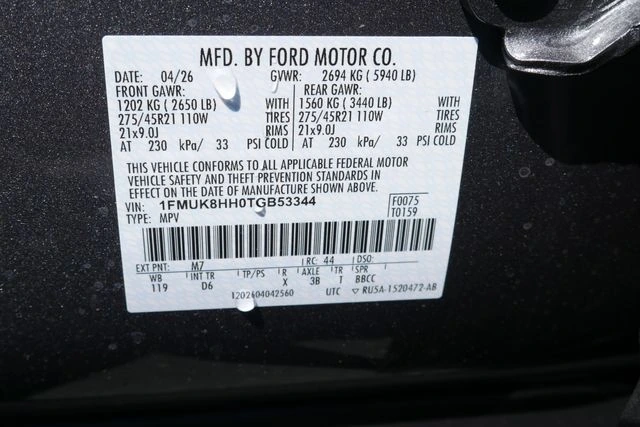 MFD. BY FORD MOTOR CO.
DATE: 04/26 GVWR: 2694 KG ( 5940 LB)
FRONT GAWR: REAR GAWR:
1202 KG ( 2650 LB) WITH 1560 KG ( 3440 LB) WITH
275/45R21 110W TIRES 275/45R21 110W TIRES
21x9.0J RIMS 21x9.0J RIMS
AT 230 kPa/ 33 PSI COLD AT 230 kPa/ 33 PSI COLD
THIS VEHICLE CONFORMS TO ALL APPLICABLE FEDERAL MOTOR
VEHICLE SAFETY AND THEFT PREVENTION STANDARDS IN
EFFECT ON THE DATE OF MANUFACTURE SHOWN ABOVE.
VIN: 1FMUK8HH0TGB53344 F0075
TYPE: MPV T0159
EXT PNT: M7 RC: 44 DSO:
WB INT TR TP/PS R AXLE TR SPR
119 D6 X 3B T BBCC
1202604042560 UTC ▽ RU5A-1520472-AB